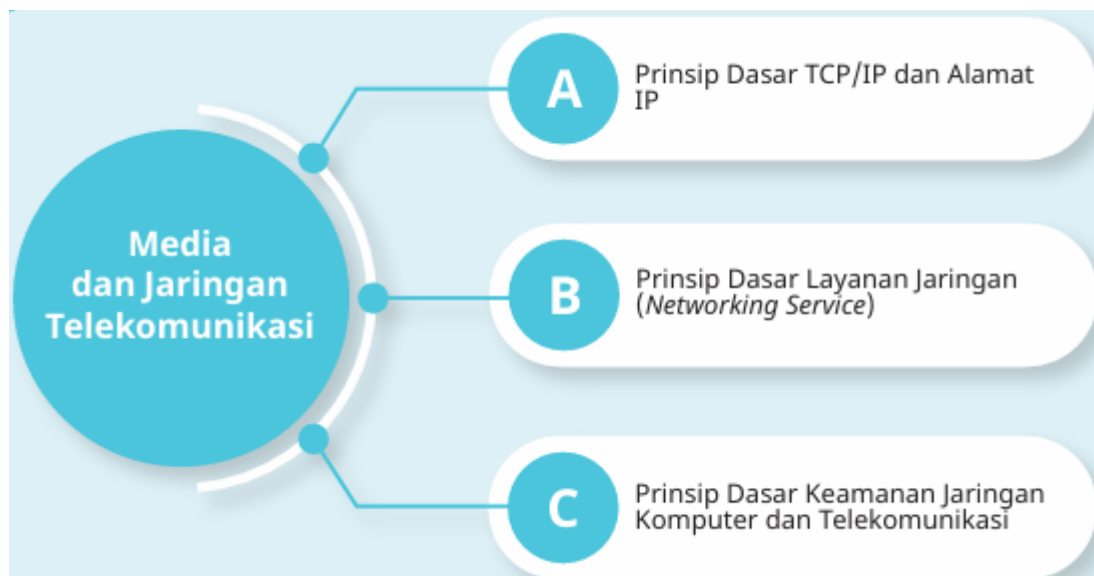 Media
dan Jaringan
Telekomunikasi
A
Prinsip Dasar TCP/IP dan Alamat
IP
B
Prinsip Dasar Layanan Jaringan
(Networking Service)
C
Prinsip Dasar Keamanan Jaringan
Komputer dan Telekomunikasi